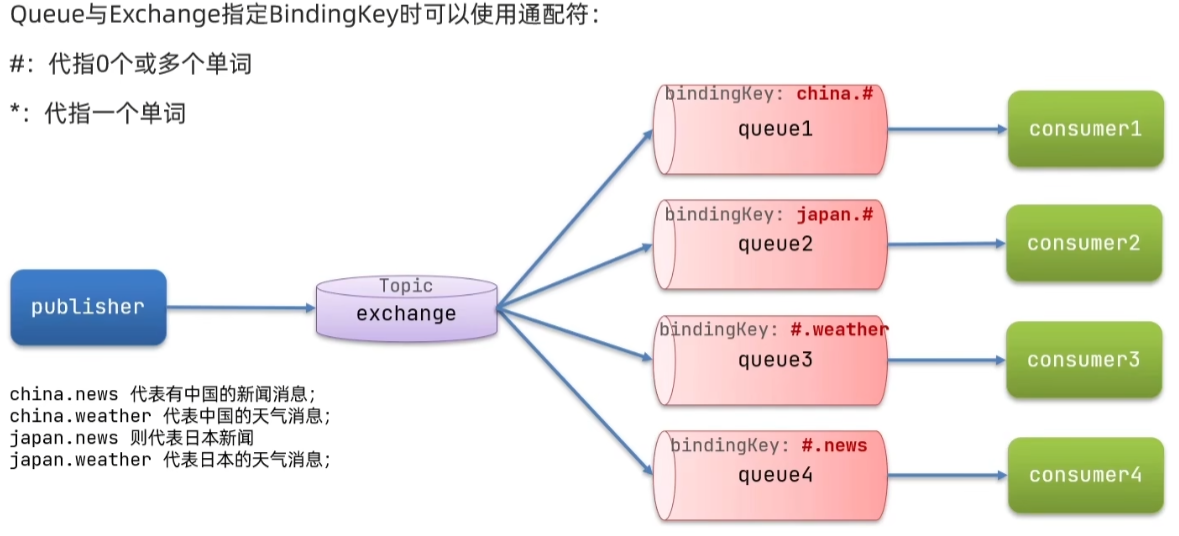 Queue与Exchange指定BindingKey时可以使用通配符：
#：代指0个或多个单词
*：代指一个单词
bindingKey: china.#
queue1
consumer1
bindingKey: japan.#
queue2
consumer2
publisher
Topic
exchange
bindingKey: #.weather
queue3
consumer3
china.news 代表有中国的新闻消息；
china.weather 代表中国的天气消息；
japan.news 则代表日本新闻
japan.weather 代表日本的天气消息；
bindingKey: #.news
queue4
consumer4